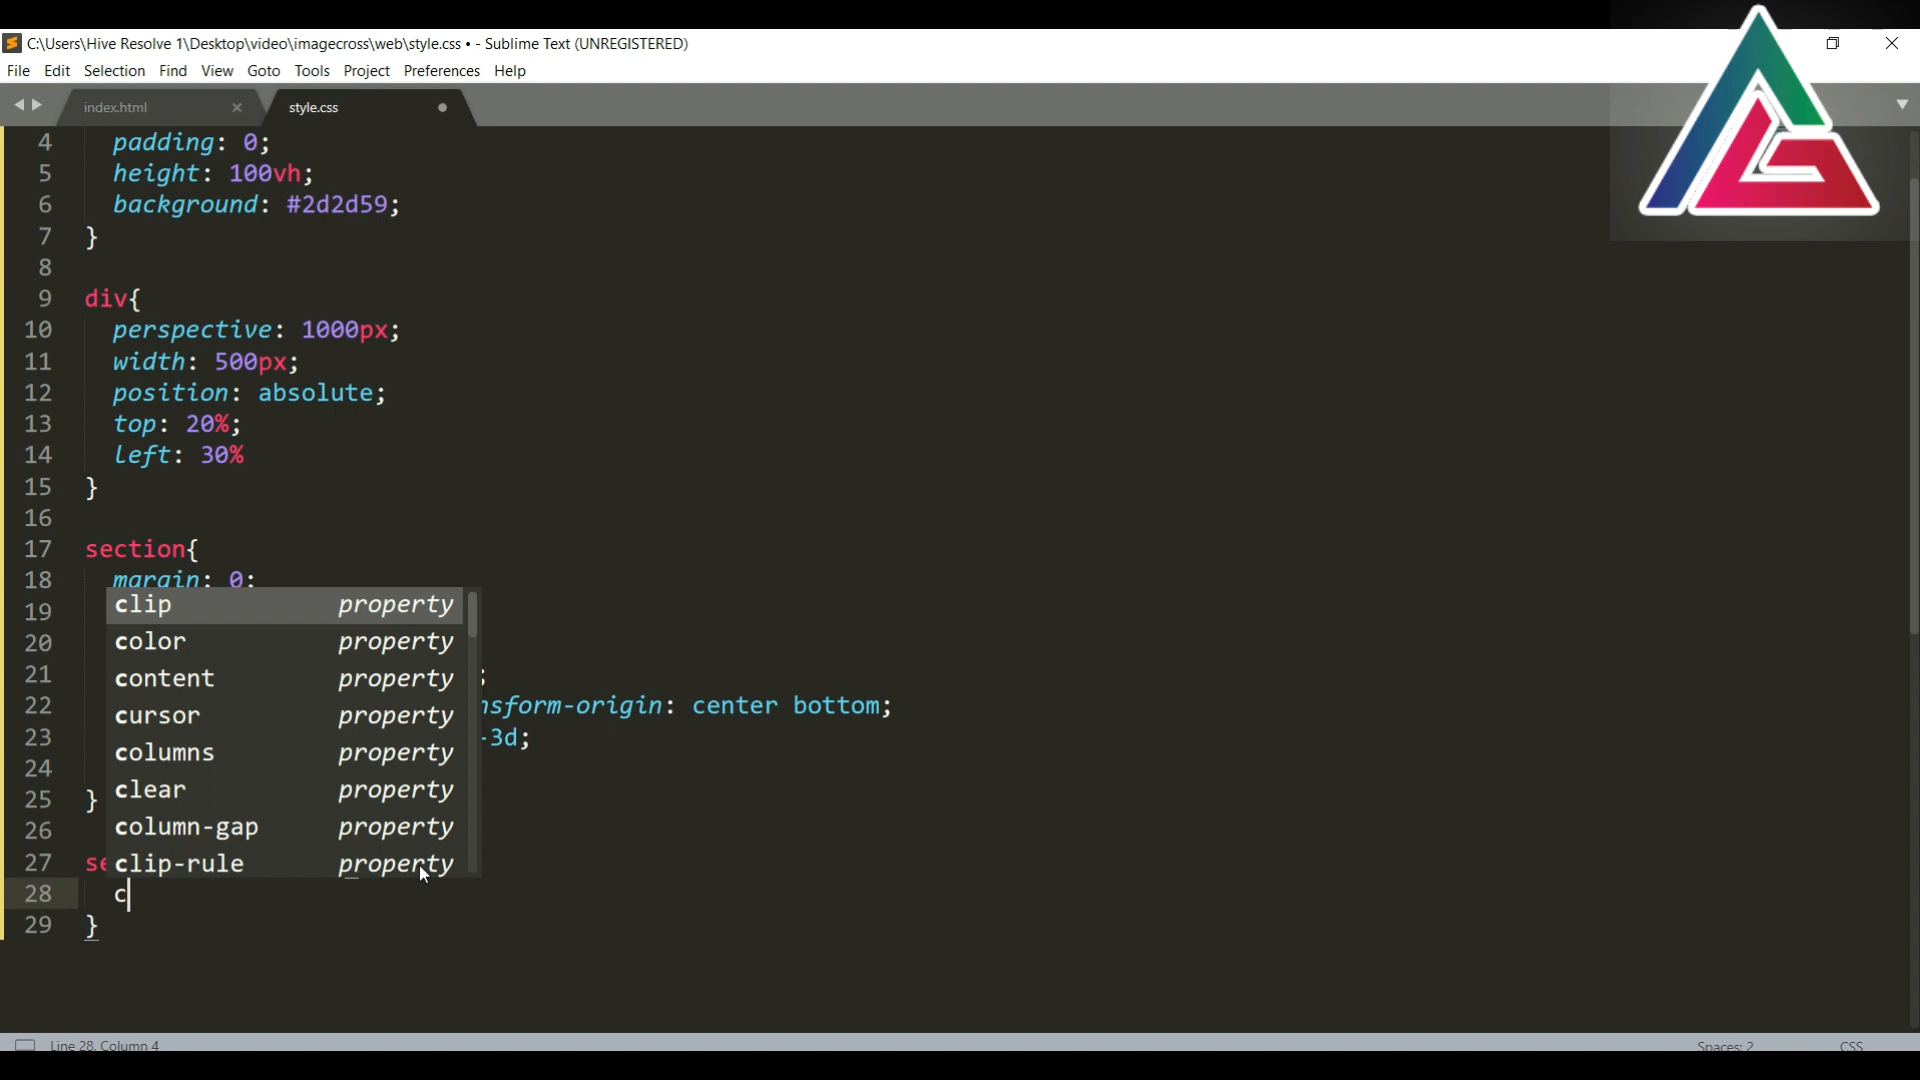 C:\Users\Hive Resolve 1\Desktop\video\imagecross\web\style.css • - Sublime Text (UNREGISTERED)
File Edit Selection Find View Goto Tools Project Preferences Help
index.html style.css
4 padding: 0;
5 height: 100vh;
6 background: #2d2d59;
7 }
8
9 div{
10 perspective: 1000px;
11 width: 500px;
12 position: absolute;
13 top: 20%;
14 left: 30%
15 }
16
17 section{
18 margin: 0;
19 clip property
20 color property
21 content property ;
22 cursor property nsform-origin: center bottom;
23 columns property -3d;
24 clear property
25 } column-gap property
26
27 se clip-rule property
28 c
29 }
Line 28, Column 4 Spaces: 2 CSS